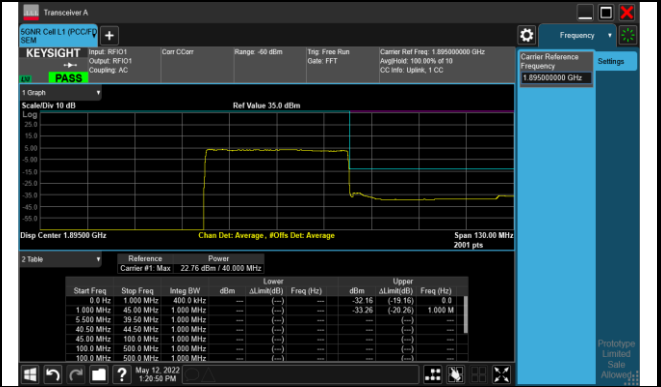 Transceiver A
5GNR Cell L1 (PCC/F
SEM
+
Frequency
KEYSIGHT
Input: RFIO1
Output: RFIO1
Coupling: AC
Corr CCorr
Range: -60 dBm
Trig: Free Run
Gate: FFT
Carrier Ref Freq: 1.895000000 GHz
Avg|Hold: 100.00% of 10
CC Info: Uplink, 1 CC
PASS
Carrier Reference
Frequency
1.895000000 GHz
Settings
1 Graph
Scale/Div 10 dB
Ref Value 35.0 dBm
Log
25.0
15.0
5.00
-5.00
-15.0
-25.0
-35.0
-45.0
-55.0
Disp Center 1.89500 GHz
Chan Det: Average , #Offs Det: Average
Span 130.00 MHz
2001 pts
2 Table
Reference Power
Carrier #1: Max 22.76 dBm / 40.000 MHz
Lower Upper
Start Freq Stop Freq Integ BW dBm ΔLimit(dB) Freq (Hz) dBm ΔLimit(dB) Freq (Hz)
0.0 Hz 1.000 MHz 400.0 kHz --- (---) --- -32.16 (-19.16) 0.0
1.000 MHz 45.00 MHz 1.000 MHz --- (---) --- -33.26 (-20.26) 1.000 M
5.500 MHz 39.50 MHz 1.000 MHz --- (---) --- --- (---) ---
40.50 MHz 44.50 MHz 1.000 MHz --- (---) --- --- (---) ---
45.00 MHz 100.0 MHz 1.000 MHz --- (---) --- --- (---) ---
100.0 MHz 500.0 MHz 1.000 MHz --- (---) --- --- (---) ---
100.0 MHz 500.0 MHz 1.000 MHz --- (---) --- --- (---) ---
Prototype
Limited
Sale
Allowed
?
May 12, 2022
1:20:50 PM